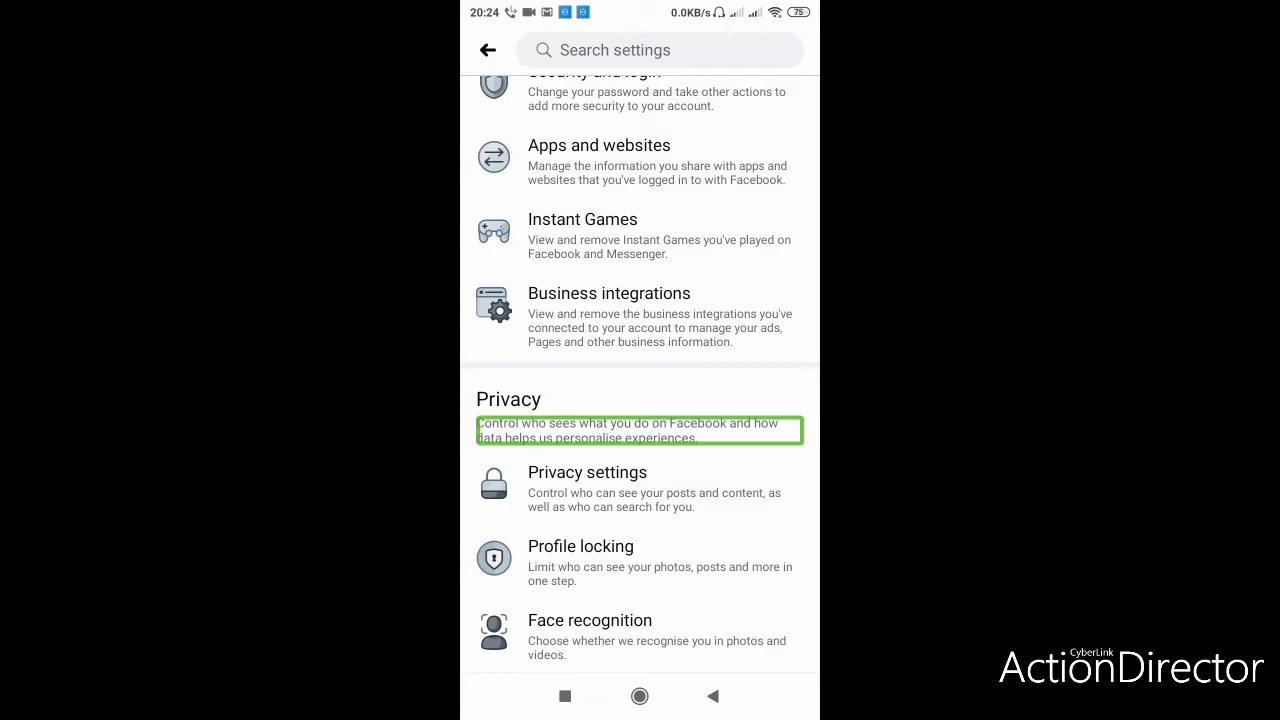 20:24
0.0KB/s
75
Search settings
Security and login
Change your password and take other actions to
add more security to your account.
Apps and websites
Manage the information you share with apps and
websites that you've logged in to with Facebook.
Instant Games
View and remove Instant Games you've played on
Facebook and Messenger.
Business integrations
View and remove the business integrations you've
connected to your account to manage your ads,
Pages and other business information.
Privacy
Control who sees what you do on Facebook and how
data helps us personalise experiences.
Privacy settings
Control who can see your posts and content, as
well as who can search for you.
Profile locking
Limit who can see your photos, posts and more in
one step.
Face recognition
Choose whether we recognise you in photos and
videos.
CyberLink
ActionDirector